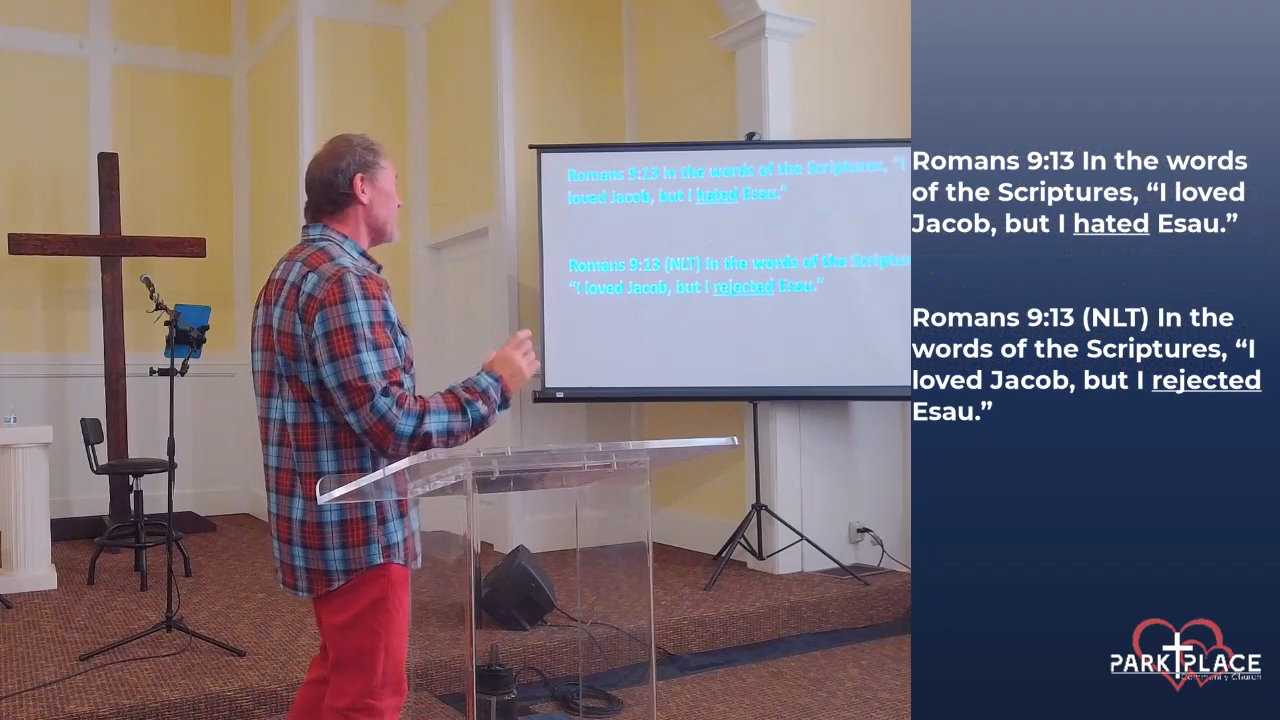 Romans 9:13 In the words of the Scriptures, “I
loved Jacob, but I hated Esau.”
Romans 9:13 (NLT) In the words of the Scriptu
“I loved Jacob, but I rejected Esau.”
Romans 9:13 In the words
of the Scriptures, “I loved
Jacob, but I hated Esau.”
Romans 9:13 (NLT) In the
words of the Scriptures, “I
loved Jacob, but I rejected
Esau.”
PARK PLACE
Community Church